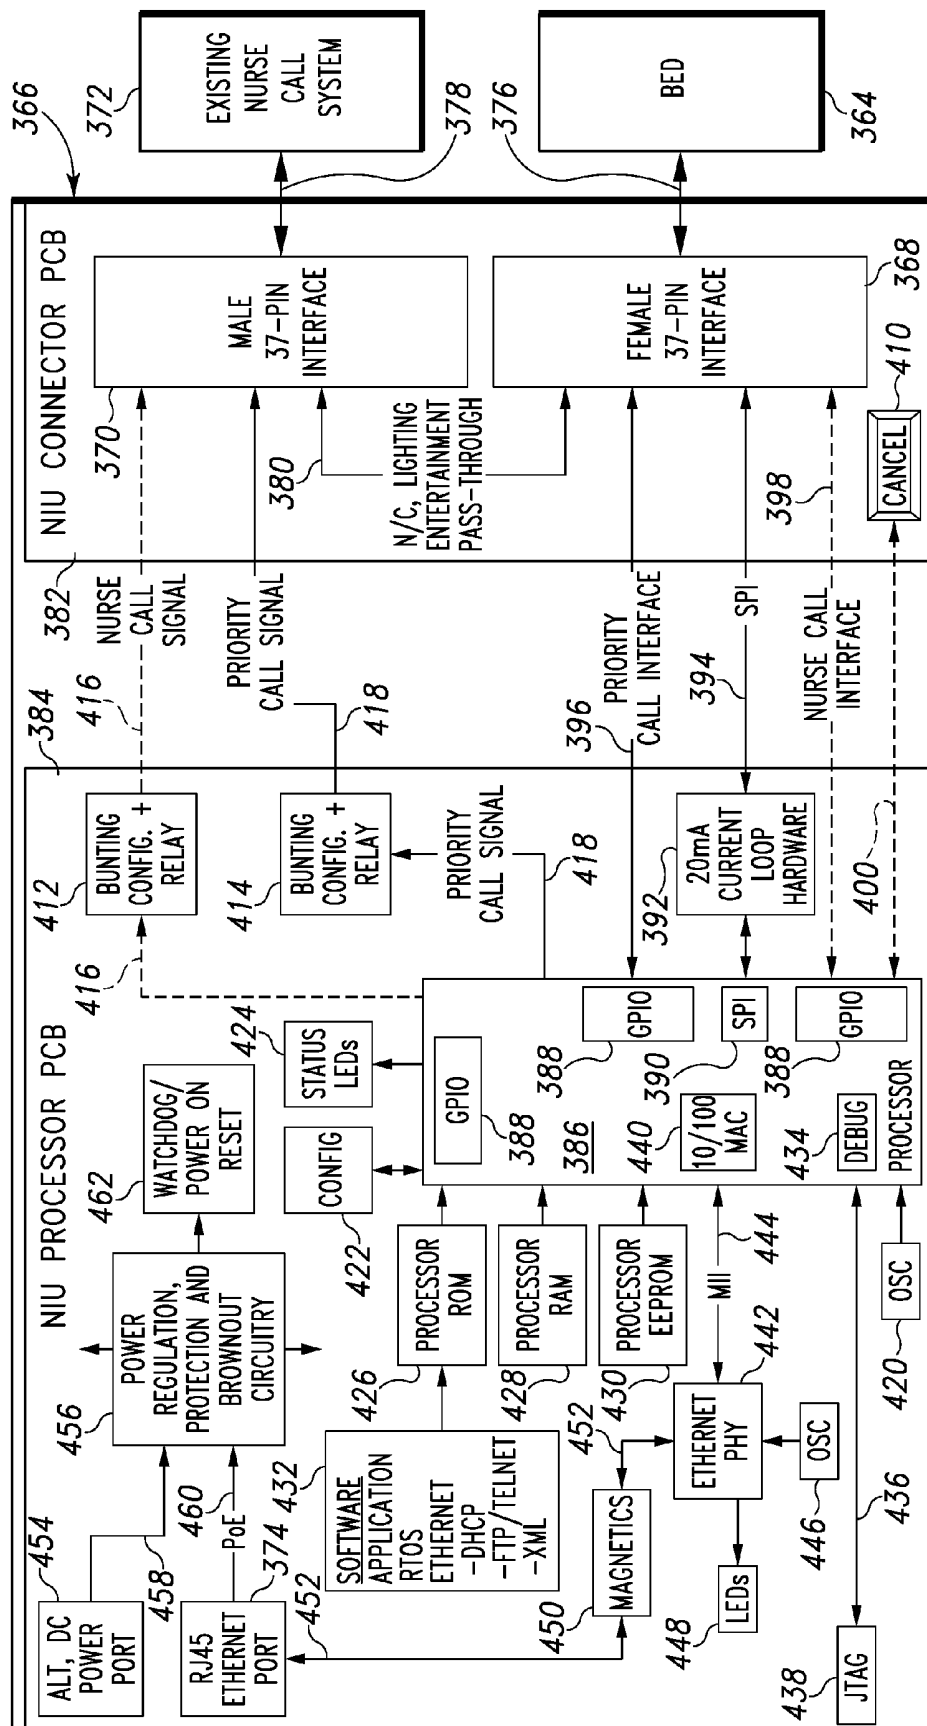 366
NIU CONNECTOR PCB
382
370
MALE
37-PIN
INTERFACE
372
EXISTING
NURSE
CALL
SYSTEM
378
380
N/C, LIGHTING
ENTERTAINMENT
PASS-THROUGH
FEMALE
37-PIN
INTERFACE
368
376
BED
364
410
CANCEL
398
NURSE CALL
SIGNAL
416
PRIORITY
CALL SIGNAL
418
PRIORITY
CALL INTERFACE
396
SPI
394
NURSE CALL
INTERFACE
400
384
NIU PROCESSOR PCB
412
BUNTING
CONFIG. +
RELAY
416
414
BUNTING
CONFIG. +
RELAY
PRIORITY
CALL SIGNAL
418
392
20mA
CURRENT
LOOP
HARDWARE
424
STATUS
LEDs
CONFIG
422
GPIO
388
386
GPIO
388
SPI
390
GPIO
388
440
10/100
MAC
434
DEBUG
PROCESSOR
462
WATCHDOG/
POWER ON
RESET
456
POWER
REGULATION,
PROTECTION AND
BROWNOUT
CIRCUITRY
PROCESSOR
ROM
426
PROCESSOR
RAM
428
PROCESSOR
EEPROM
430
MII
444
442
ETHERNET
PHY
OSC
420
432
SOFTWARE
APPLICATION
RTOS
ETHERNET
-DHCP
-FTP/TELNET
-XML
452
MAGNETICS
450
OSC
446
LEDs
448
436
454
ALT, DC
POWER
PORT
458
460
PoE
374
RJ45
ETHERNET
PORT
452
JTAG
438